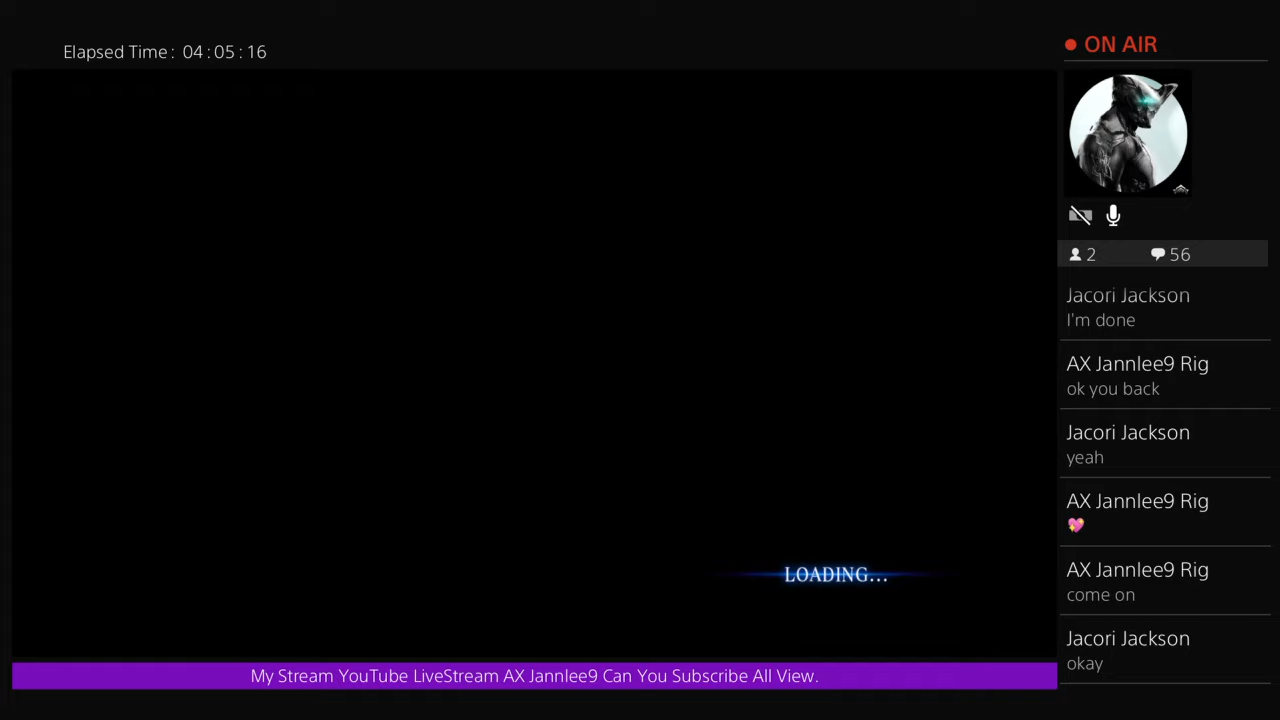 Elapsed Time: 04:05:16
ON AIR
2 56
Jacori Jackson
I'm done
AX Jannlee9 Rig
ok you back
Jacori Jackson
yeah
AX Jannlee9 Rig
💖
AX Jannlee9 Rig
come on
Jacori Jackson
okay
LOADING...
My Stream YouTube LiveStream AX Jannlee9 Can You Subscribe All View.